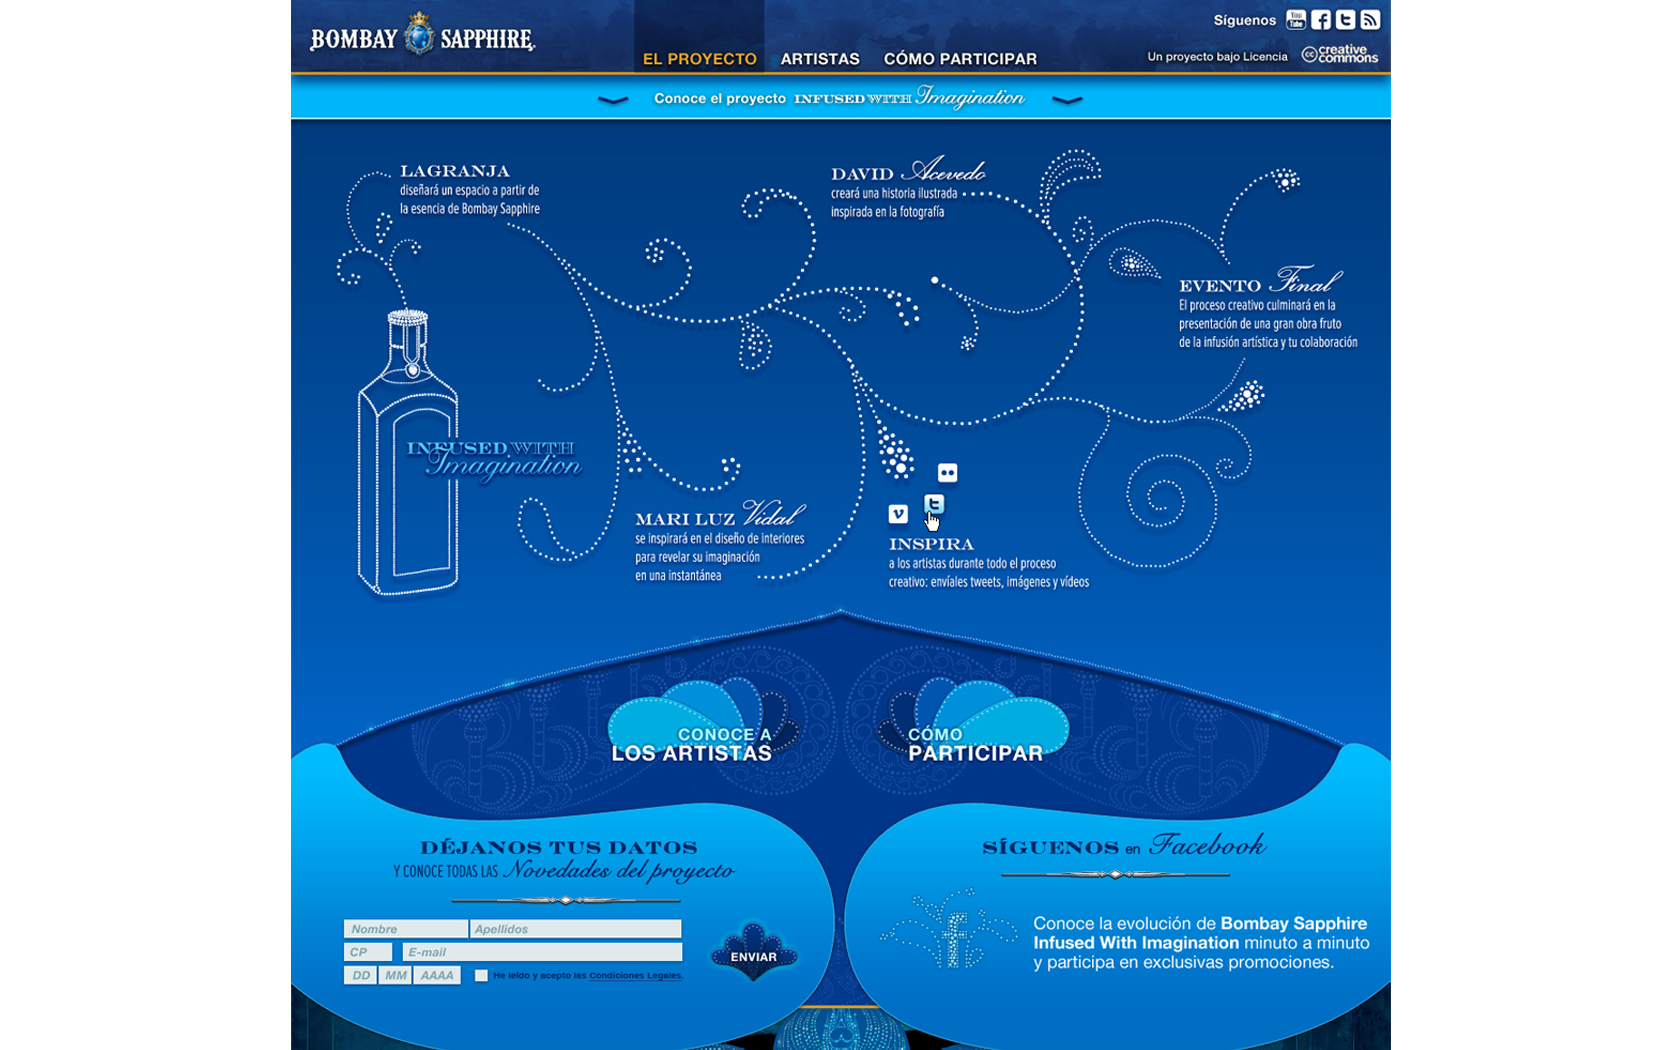 BOMBAY SAPPHIRE
EL PROYECTO
ARTISTAS
CÓMO PARTICIPAR
Síguenos
You Tube
Un proyecto bajo Licencia
cc creative commons
Conoce el proyecto INFUSED WITH Imagination
LAGRANJA
diseñará un espacio a partir de
la esencia de Bombay Sapphire
DAVID Acevedo
creará una historia ilustrada
inspirada en la fotografía
EVENTO Final
El proceso creativo culminará en la
presentación de una gran obra fruto
de la infusión artística y tu colaboración
INFUSED WITH
Imagination
MARI LUZ Vidal
se inspirará en el diseño de interiores
para revelar su imaginación
en una instantánea
INSPIRA
a los artistas durante todo el proceso
creativo: envíales tweets, imágenes y vídeos
CONOCE A
LOS ARTISTAS
CÓMO
PARTICIPAR
DÉJANOS TUS DATOS
Y CONOCE TODAS LAS Novedades del proyecto
Nombre
Apellidos
CP
E-mail
DD
MM
AAAA
He leído y acepto las Condiciones Legales.
ENVIAR
SÍGUENOS en Facebook
Conoce la evolución de Bombay Sapphire
Infused With Imagination minuto a minuto
y participa en exclusivas promociones.